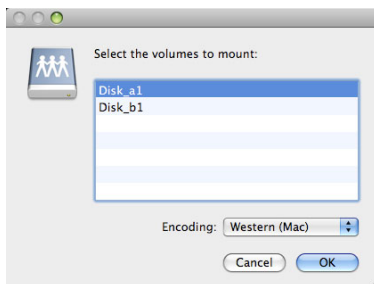 Select the volumes to mount:
Disk_a1
Disk_b1
Encoding: Western (Mac)
Cancel OK